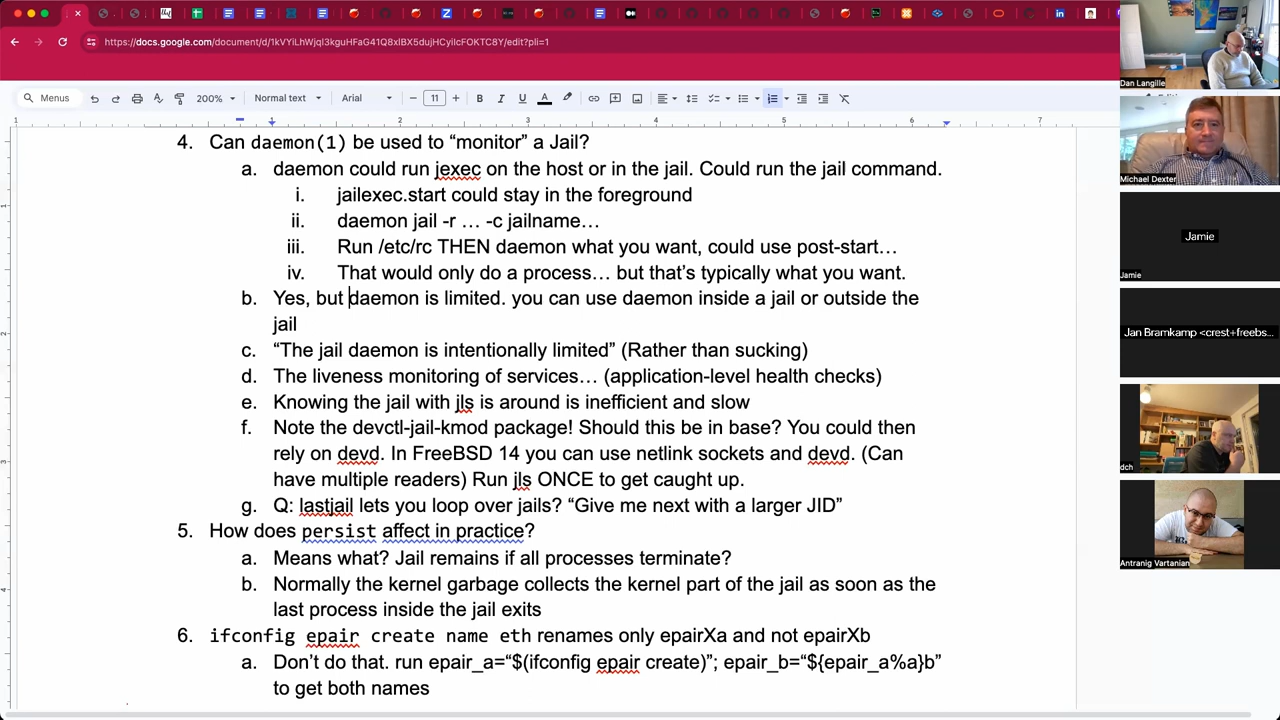 https://docs.google.com/document/d/1kVYiLhWjqI3kguHFaG41Q8xlBX5dujHCyiIcFOKTC8Y/edit?pli=1
Menus
200%
Normal text
Arial
11
B I U A
1 1 2 3 4 5 6 7
4. Can daemon(1) be used to “monitor” a Jail?
a. daemon could run jexec on the host or in the jail. Could run the jail command.
i. jailexec.start could stay in the foreground
ii. daemon jail -r … -c jailname…
iii. Run /etc/rc THEN daemon what you want, could use post-start…
iv. That would only do a process… but that’s typically what you want.
b. Yes, but daemon is limited. you can use daemon inside a jail or outside the
jail
c. “The jail daemon is intentionally limited” (Rather than sucking)
d. The liveness monitoring of services… (application-level health checks)
e. Knowing the jail with jls is around is inefficient and slow
f. Note the devctl-jail-kmod package! Should this be in base? You could then
rely on devd. In FreeBSD 14 you can use netlink sockets and devd. (Can
have multiple readers) Run jls ONCE to get caught up.
g. Q: lastjail lets you loop over jails? “Give me next with a larger JID”
5. How does persist affect in practice?
a. Means what? Jail remains if all processes terminate?
b. Normally the kernel garbage collects the kernel part of the jail as soon as the
last process inside the jail exits
6. ifconfig epair create name eth renames only epairXa and not epairXb
a. Don’t do that. run epair_a=“$(ifconfig epair create)”; epair_b=“${epair_a%a}b”
to get both names
Dan Langille
Michael Dexter
Jamie
Jamie
Jan Bramkamp <crest+freebs...
dch
Antranig Vartanian